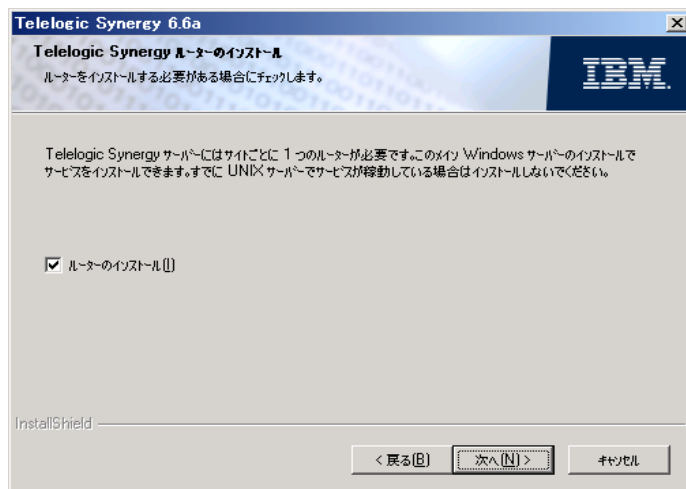 Telelogic Synergy 6.6a
Telelogic Synergy ルーターのインストール
ルーターをインストールする必要がある場合にチェックします。
IBM.
Telelogic Synergy サーバーにはサイトごとに 1 つのルーターが必要です。このメイン Windows サーバーのインストールで
サービスをインストールできます。すでに UNIX サーバーでサービスが稼動している場合はインストールしないでください。
ルーターのインストール(I)
InstallShield
< 戻る(B)
次へ(N) >
キャンセル